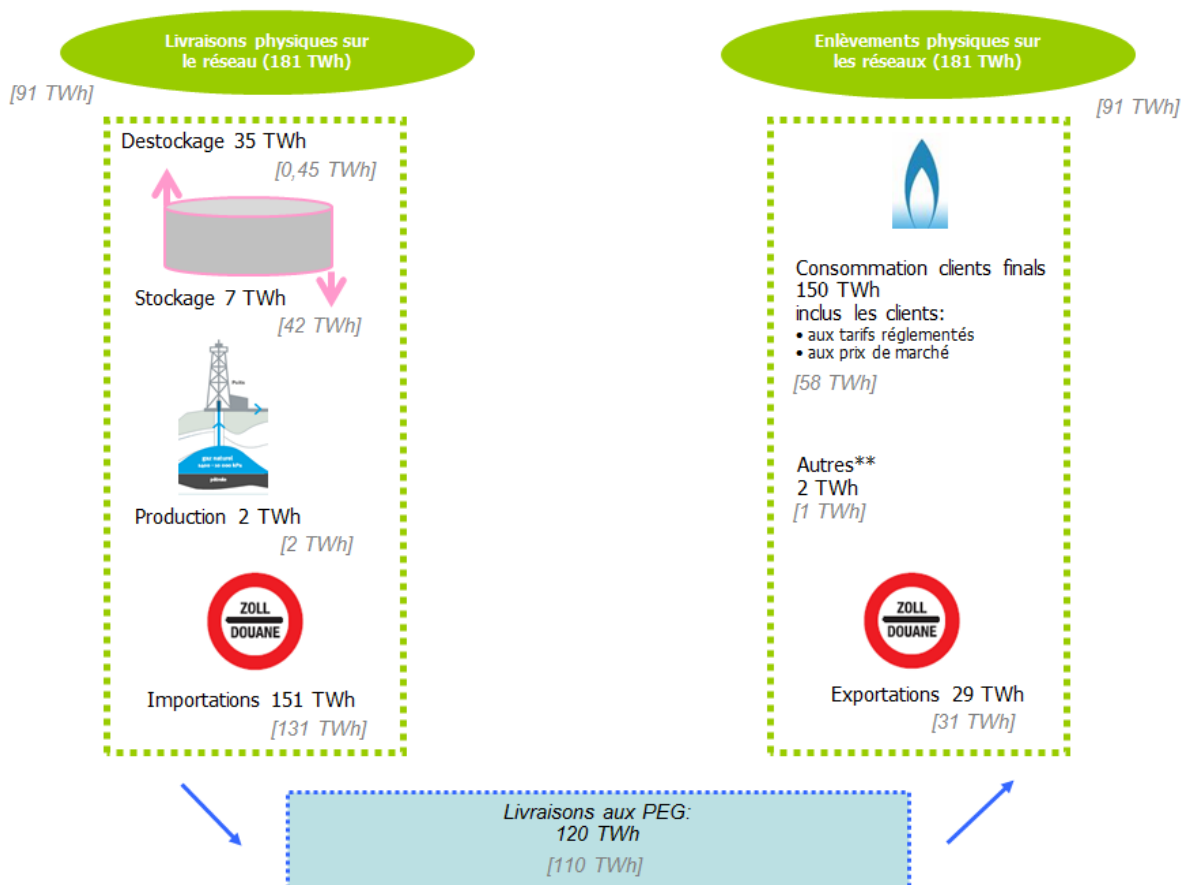 Livraisons physiques sur
le réseau (181 TWh)
[91 TWh]
Destockage 35 TWh
[0,45 TWh]
Stockage 7 TWh
[42 TWh]
Puits
gaz naturel
pétrole
Production 2 TWh
[2 TWh]
ZOLL
DOUANE
Importations 151 TWh
[131 TWh]
Enlèvements physiques sur
les réseaux (181 TWh)
[91 TWh]
Consommation clients finals
150 TWh
inclus les clients:
• aux tarifs réglementés
• aux prix de marché
[58 TWh]
Autres**
2 TWh
[1 TWh]
ZOLL
DOUANE
Exportations 29 TWh
[31 TWh]
Livraisons aux PEG:
120 TWh
[110 TWh]